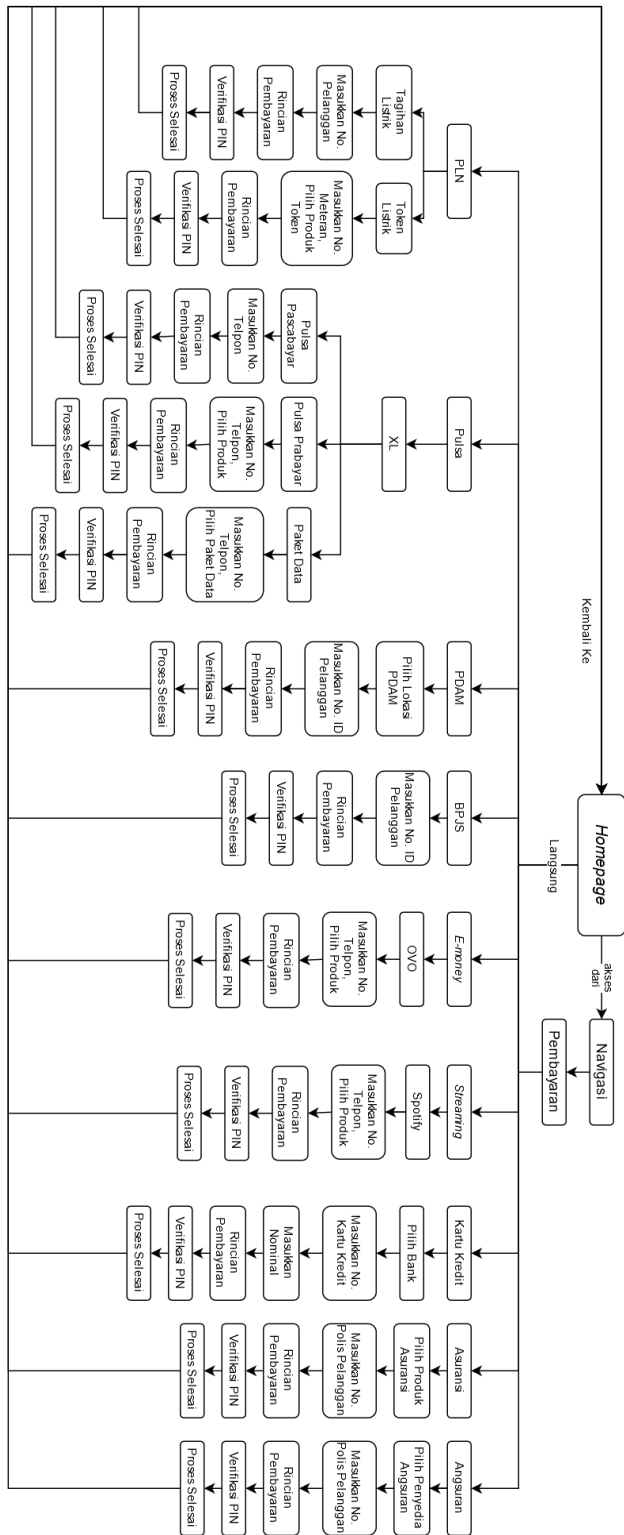 Kembali Ke
Homepage
Langsung
akses
dari
Navigasi
Pembayaran
PLN
Tagihan
Listrik
Masukkan No.
Pelanggan
Rincian
Pembayaran
Verifikasi PIN
Proses Selesai
Token
Listrik
Masukkan No.
Meteran,
Pilih Produk
Token
Rincian
Pembayaran
Verifikasi PIN
Proses Selesai
Pulsa
XL
Pulsa
Pascabayar
Masukkan No.
Telpon
Rincian
Pembayaran
Verifikasi PIN
Proses Selesai
Pulsa Prabayar
Masukkan No.
Telpon,
Pilih Produk
Rincian
Pembayaran
Verifikasi PIN
Proses Selesai
Paket Data
Masukkan No.
Telpon,
Pilih Paket Data
Rincian
Pembayaran
Verifikasi PIN
Proses Selesai
PDAM
Pilih Lokasi
PDAM
Masukkan No. ID
Pelanggan
Rincian
Pembayaran
Verifikasi PIN
Proses Selesai
BPJS
Masukkan No. ID
Pelanggan
Rincian
Pembayaran
Verifikasi PIN
Proses Selesai
E-money
OVO
Masukkan No.
Telpon,
Pilih Produk
Rincian
Pembayaran
Verifikasi PIN
Proses Selesai
Streaming
Spotify
Masukkan No.
Telpon,
Pilih Produk
Rincian
Pembayaran
Verifikasi PIN
Proses Selesai
Kartu Kredit
Pilih Bank
Masukkan No.
Kartu Kredit
Masukkan
Nominal
Rincian
Pembayaran
Verifikasi PIN
Proses Selesai
Asuransi
Pilih Produk
Asuransi
Masukkan No.
Polis Pelanggan
Rincian
Pembayaran
Verifikasi PIN
Proses Selesai
Angsuran
Pilih Penyedia
Angsuran
Masukkan No.
Polis Pelanggan
Rincian
Pembayaran
Verifikasi PIN
Proses Selesai